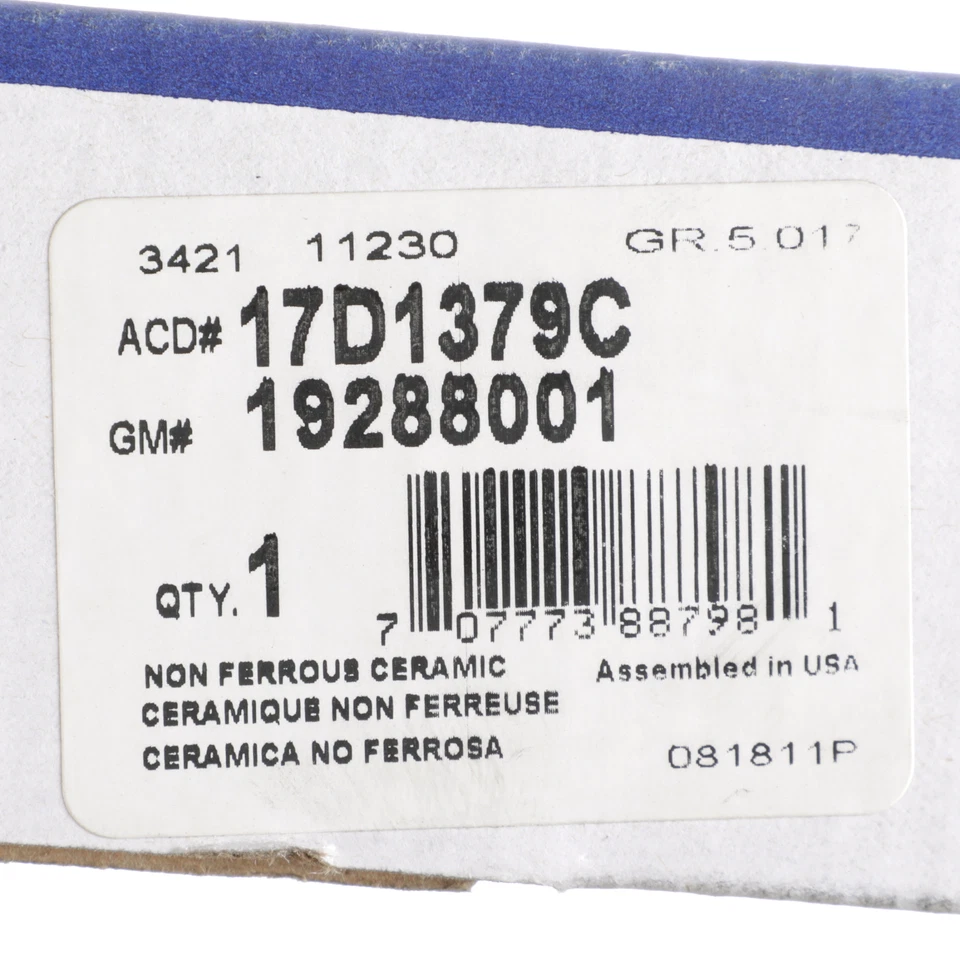 3421 11230 GR.5.017
ACD# 17D1379C
GM# 19288001
QTY. 1
7 07773 88798 1
NON FERROUS CERAMIC Assembled in USA
CERAMIQUE NON FERREUSE
CERAMICA NO FERROSA 081811P